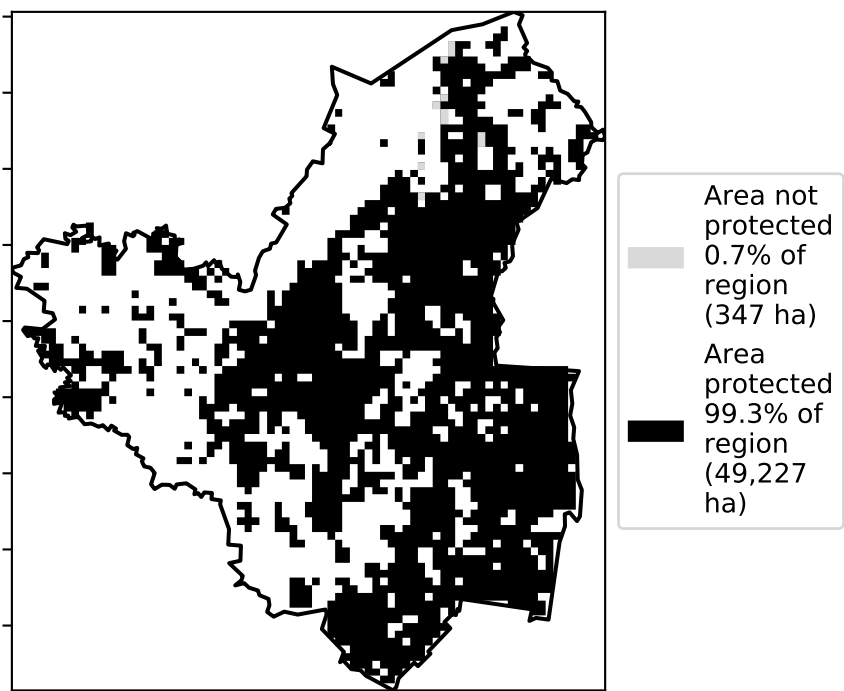 Area not
protected
0.7% of
region
(347 ha)
Area
protected
99.3% of
region
(49,227
ha)